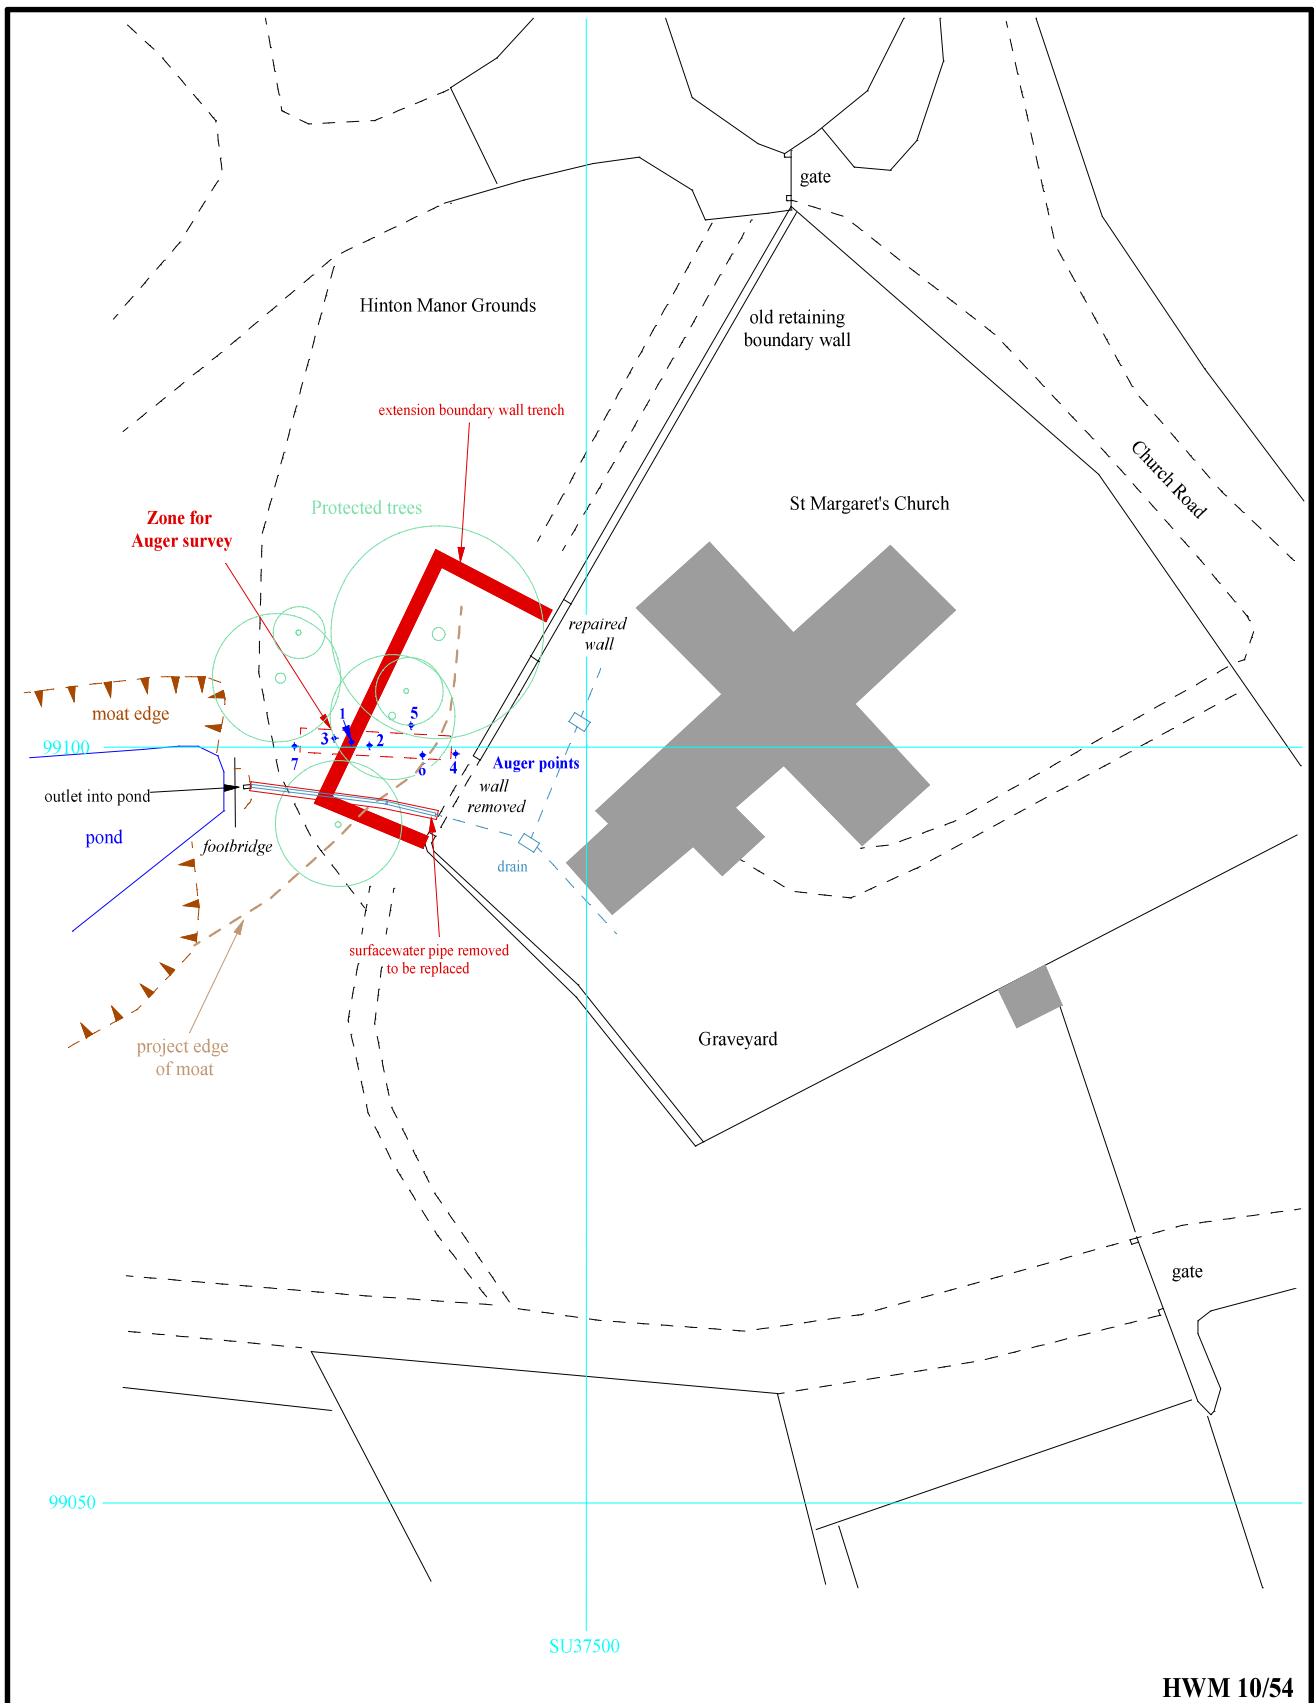 gate
Hinton Manor Grounds
old retaining
boundary wall
extension boundary wall trench
Church Road
St Margaret's Church
Protected trees
Zone for
Auger survey
repaired
wall
moat edge
1
5
3
2
7
6
4
99100
Auger points
wall
removed
outlet into pond
pond
footbridge
drain
surfacewater pipe removed
to be replaced
project edge
of moat
Graveyard
gate
99050
SU37500
HWM 10/54